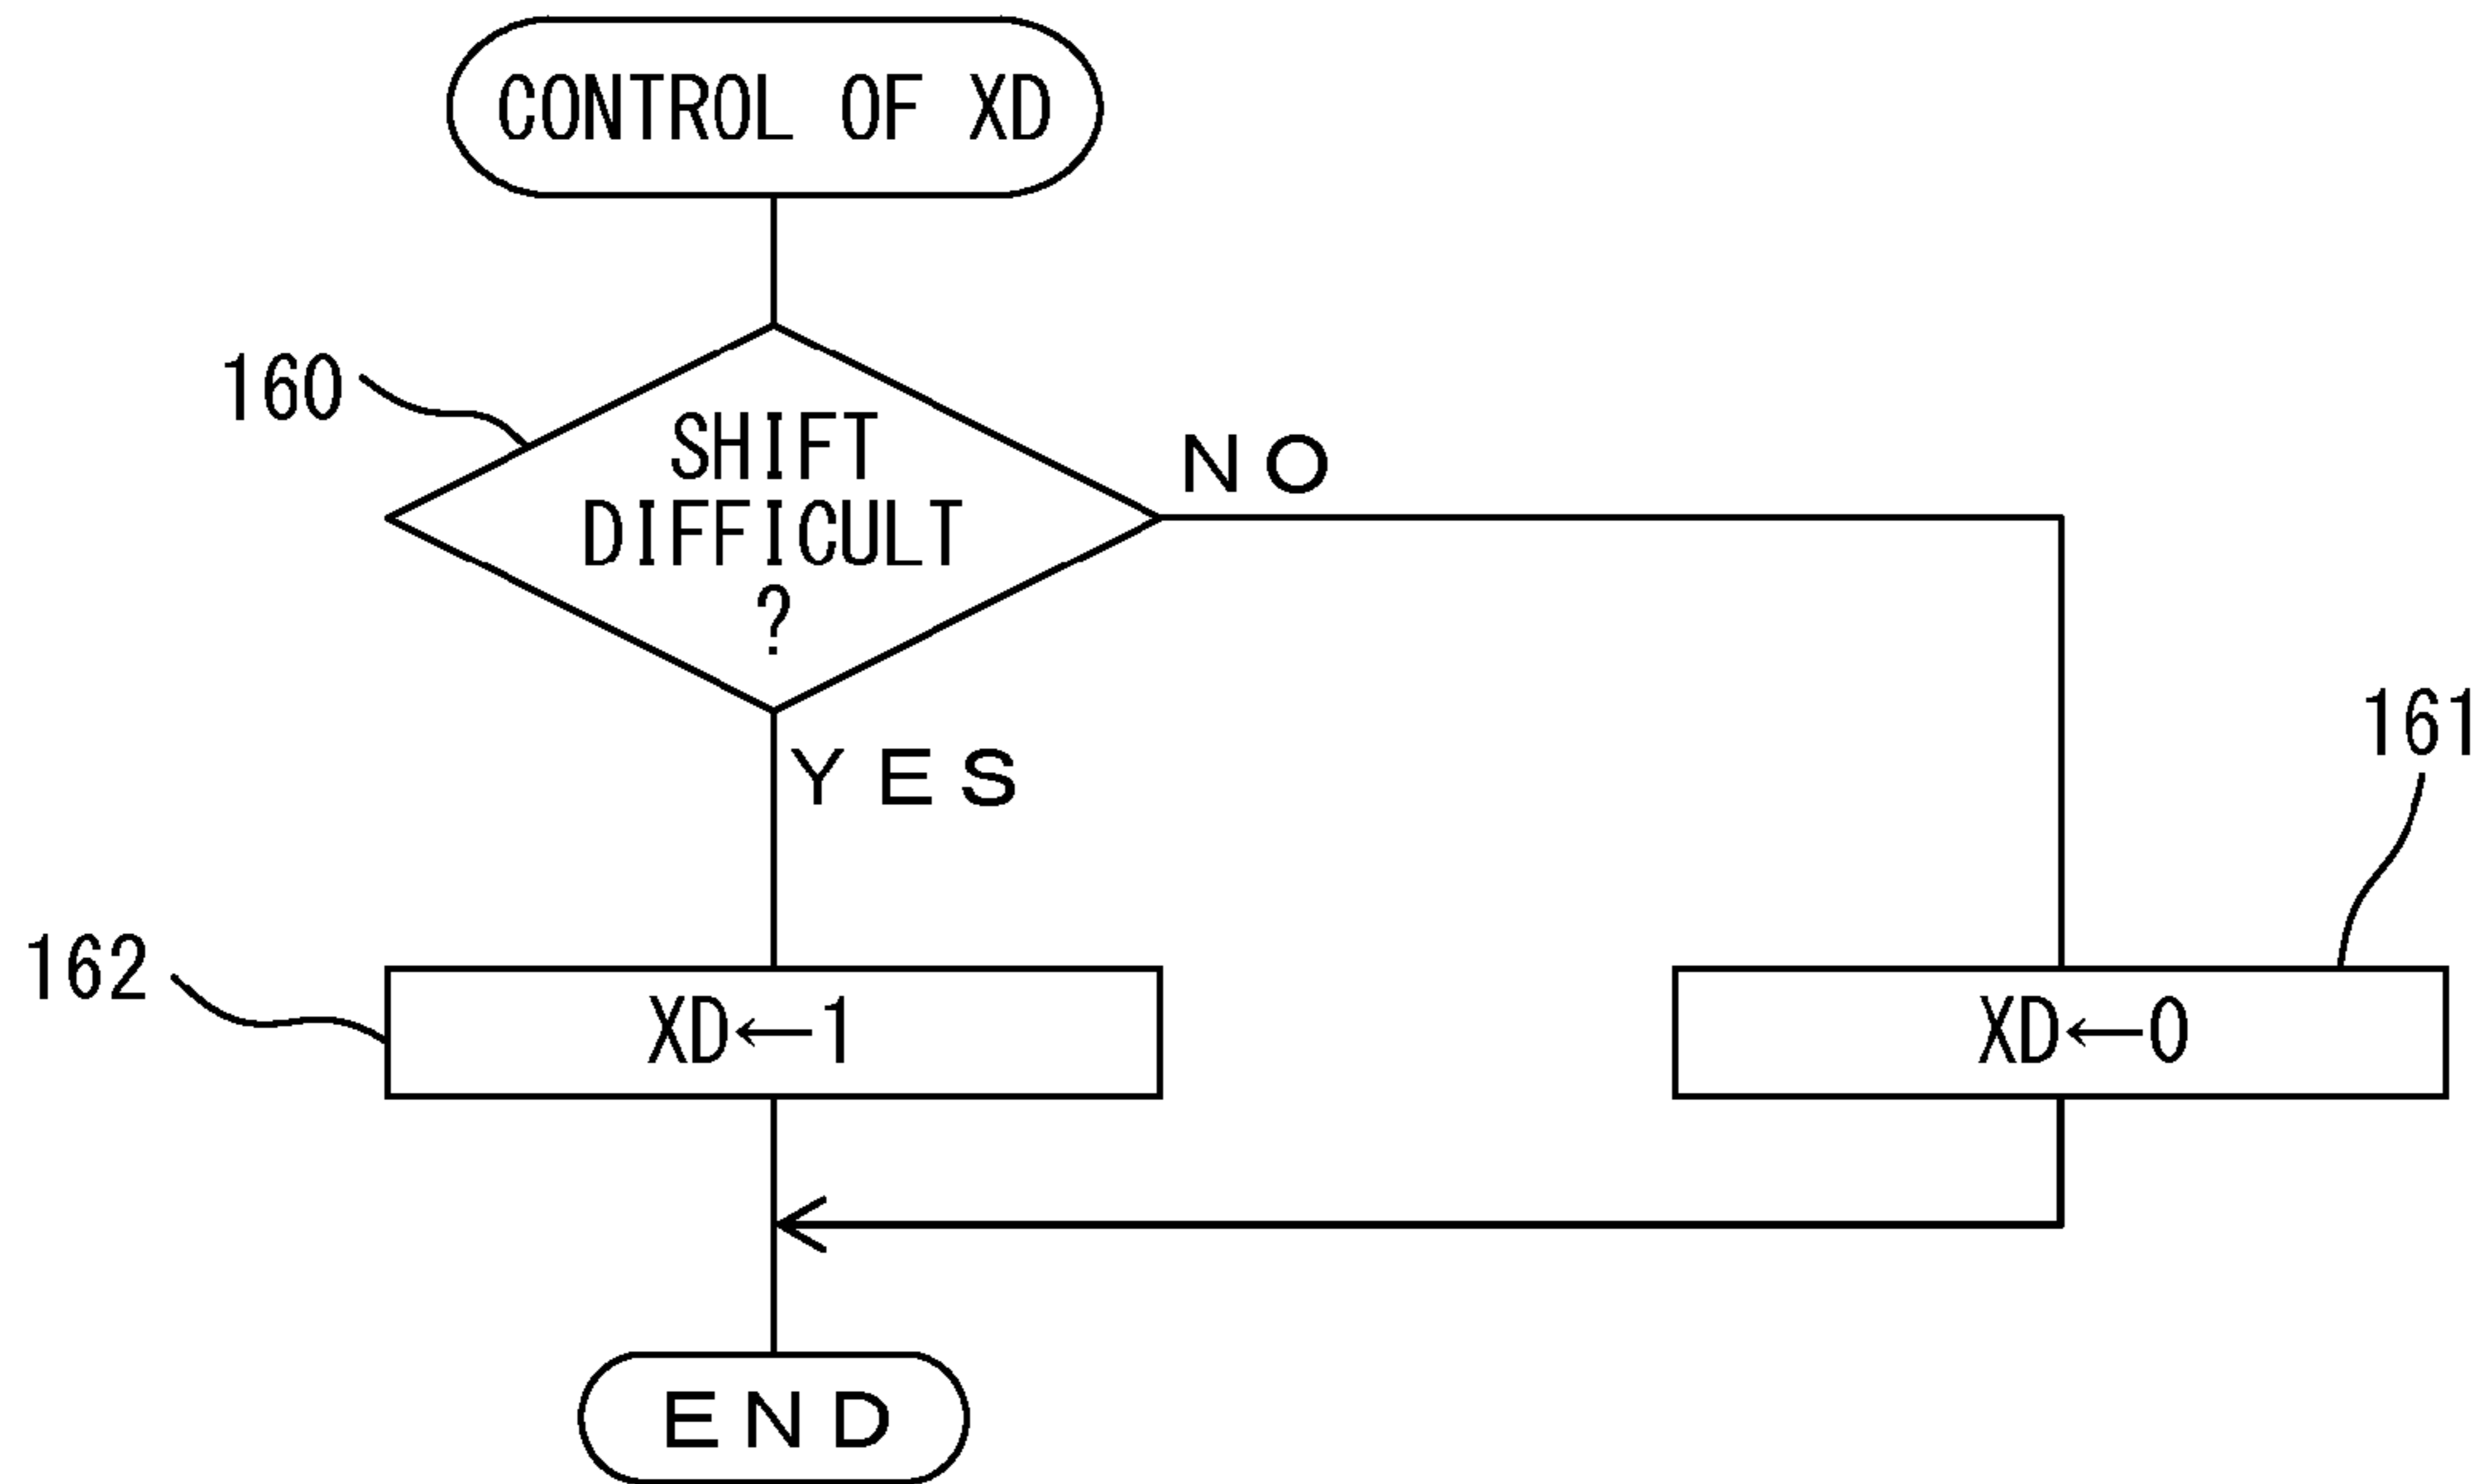 CONTROL OF XD
160
SHIFT
DIFFICULT
?
NO
YES
161
162
XD←1
XD←0
END